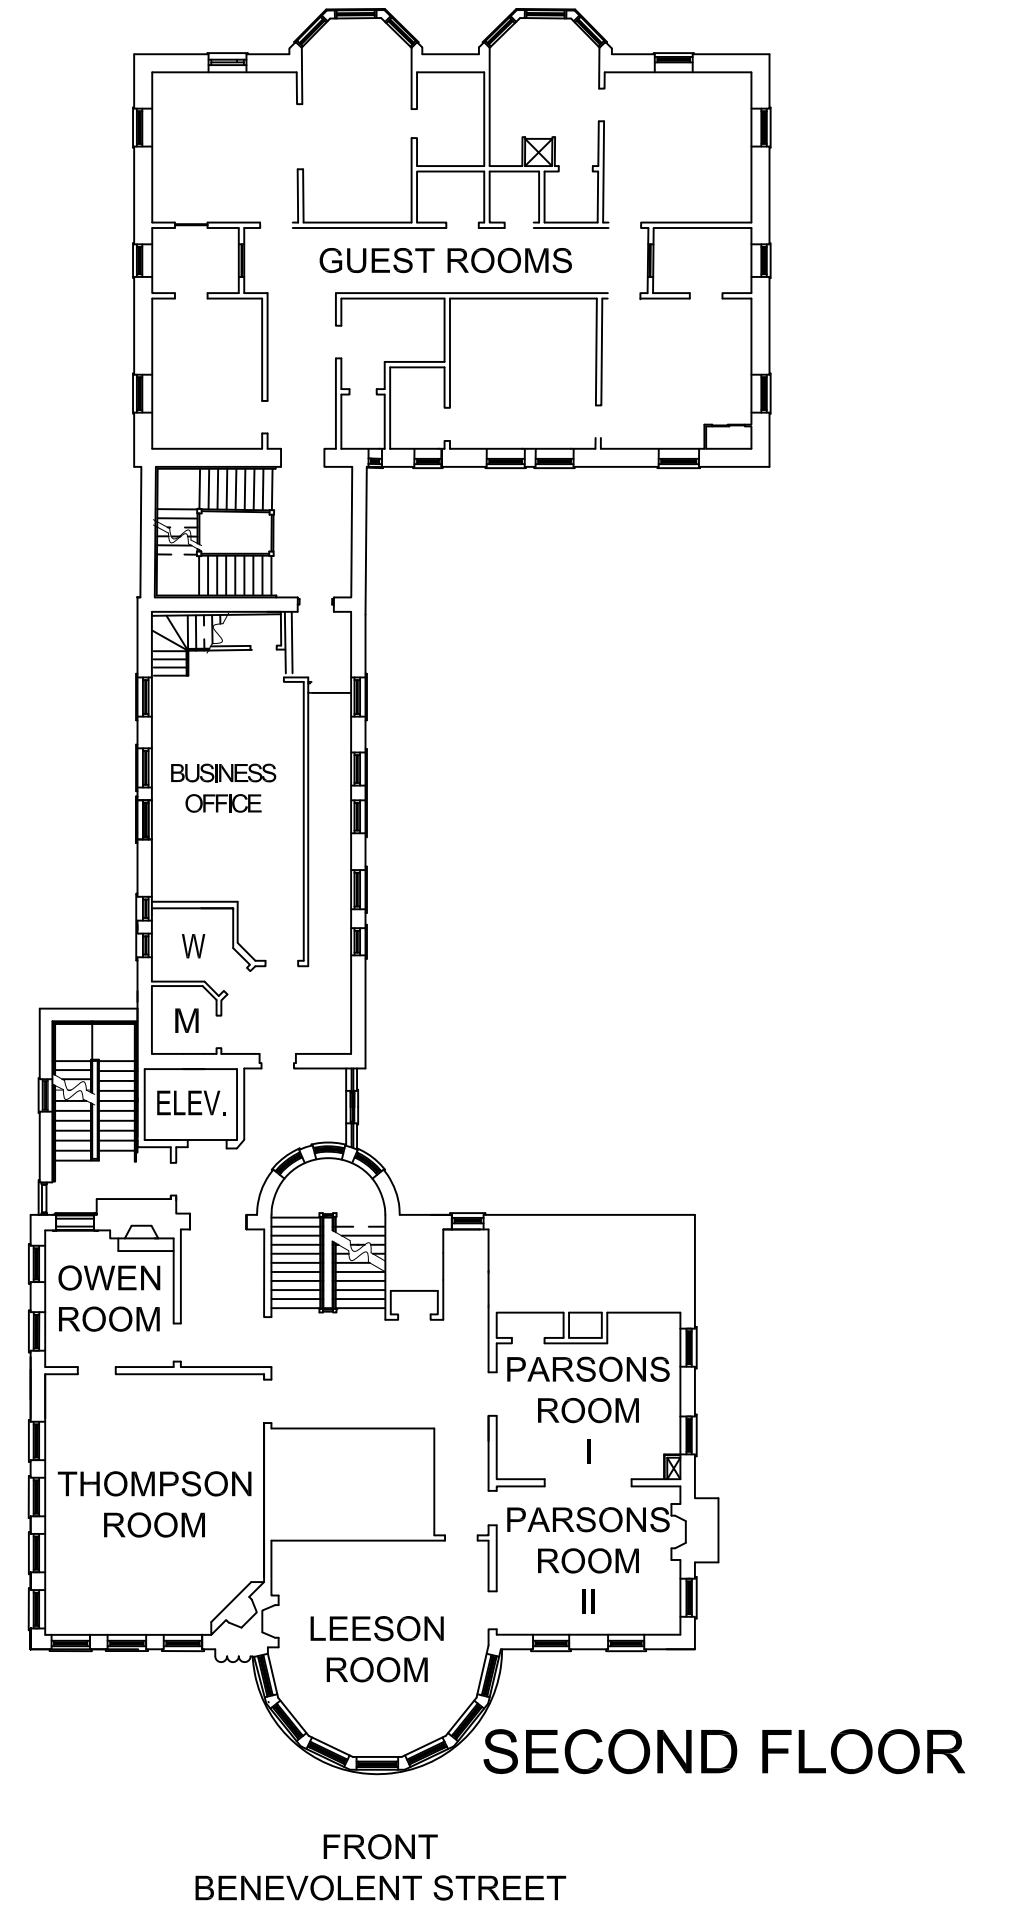 GUEST ROOMS
BUSINESS
OFFICE
W
M
ELEV.
OWEN
ROOM
PARSONS
ROOM
I
THOMPSON
ROOM
PARSONS
ROOM
II
LEESON
ROOM
SECOND FLOOR
FRONT
BENEVOLENT STREET